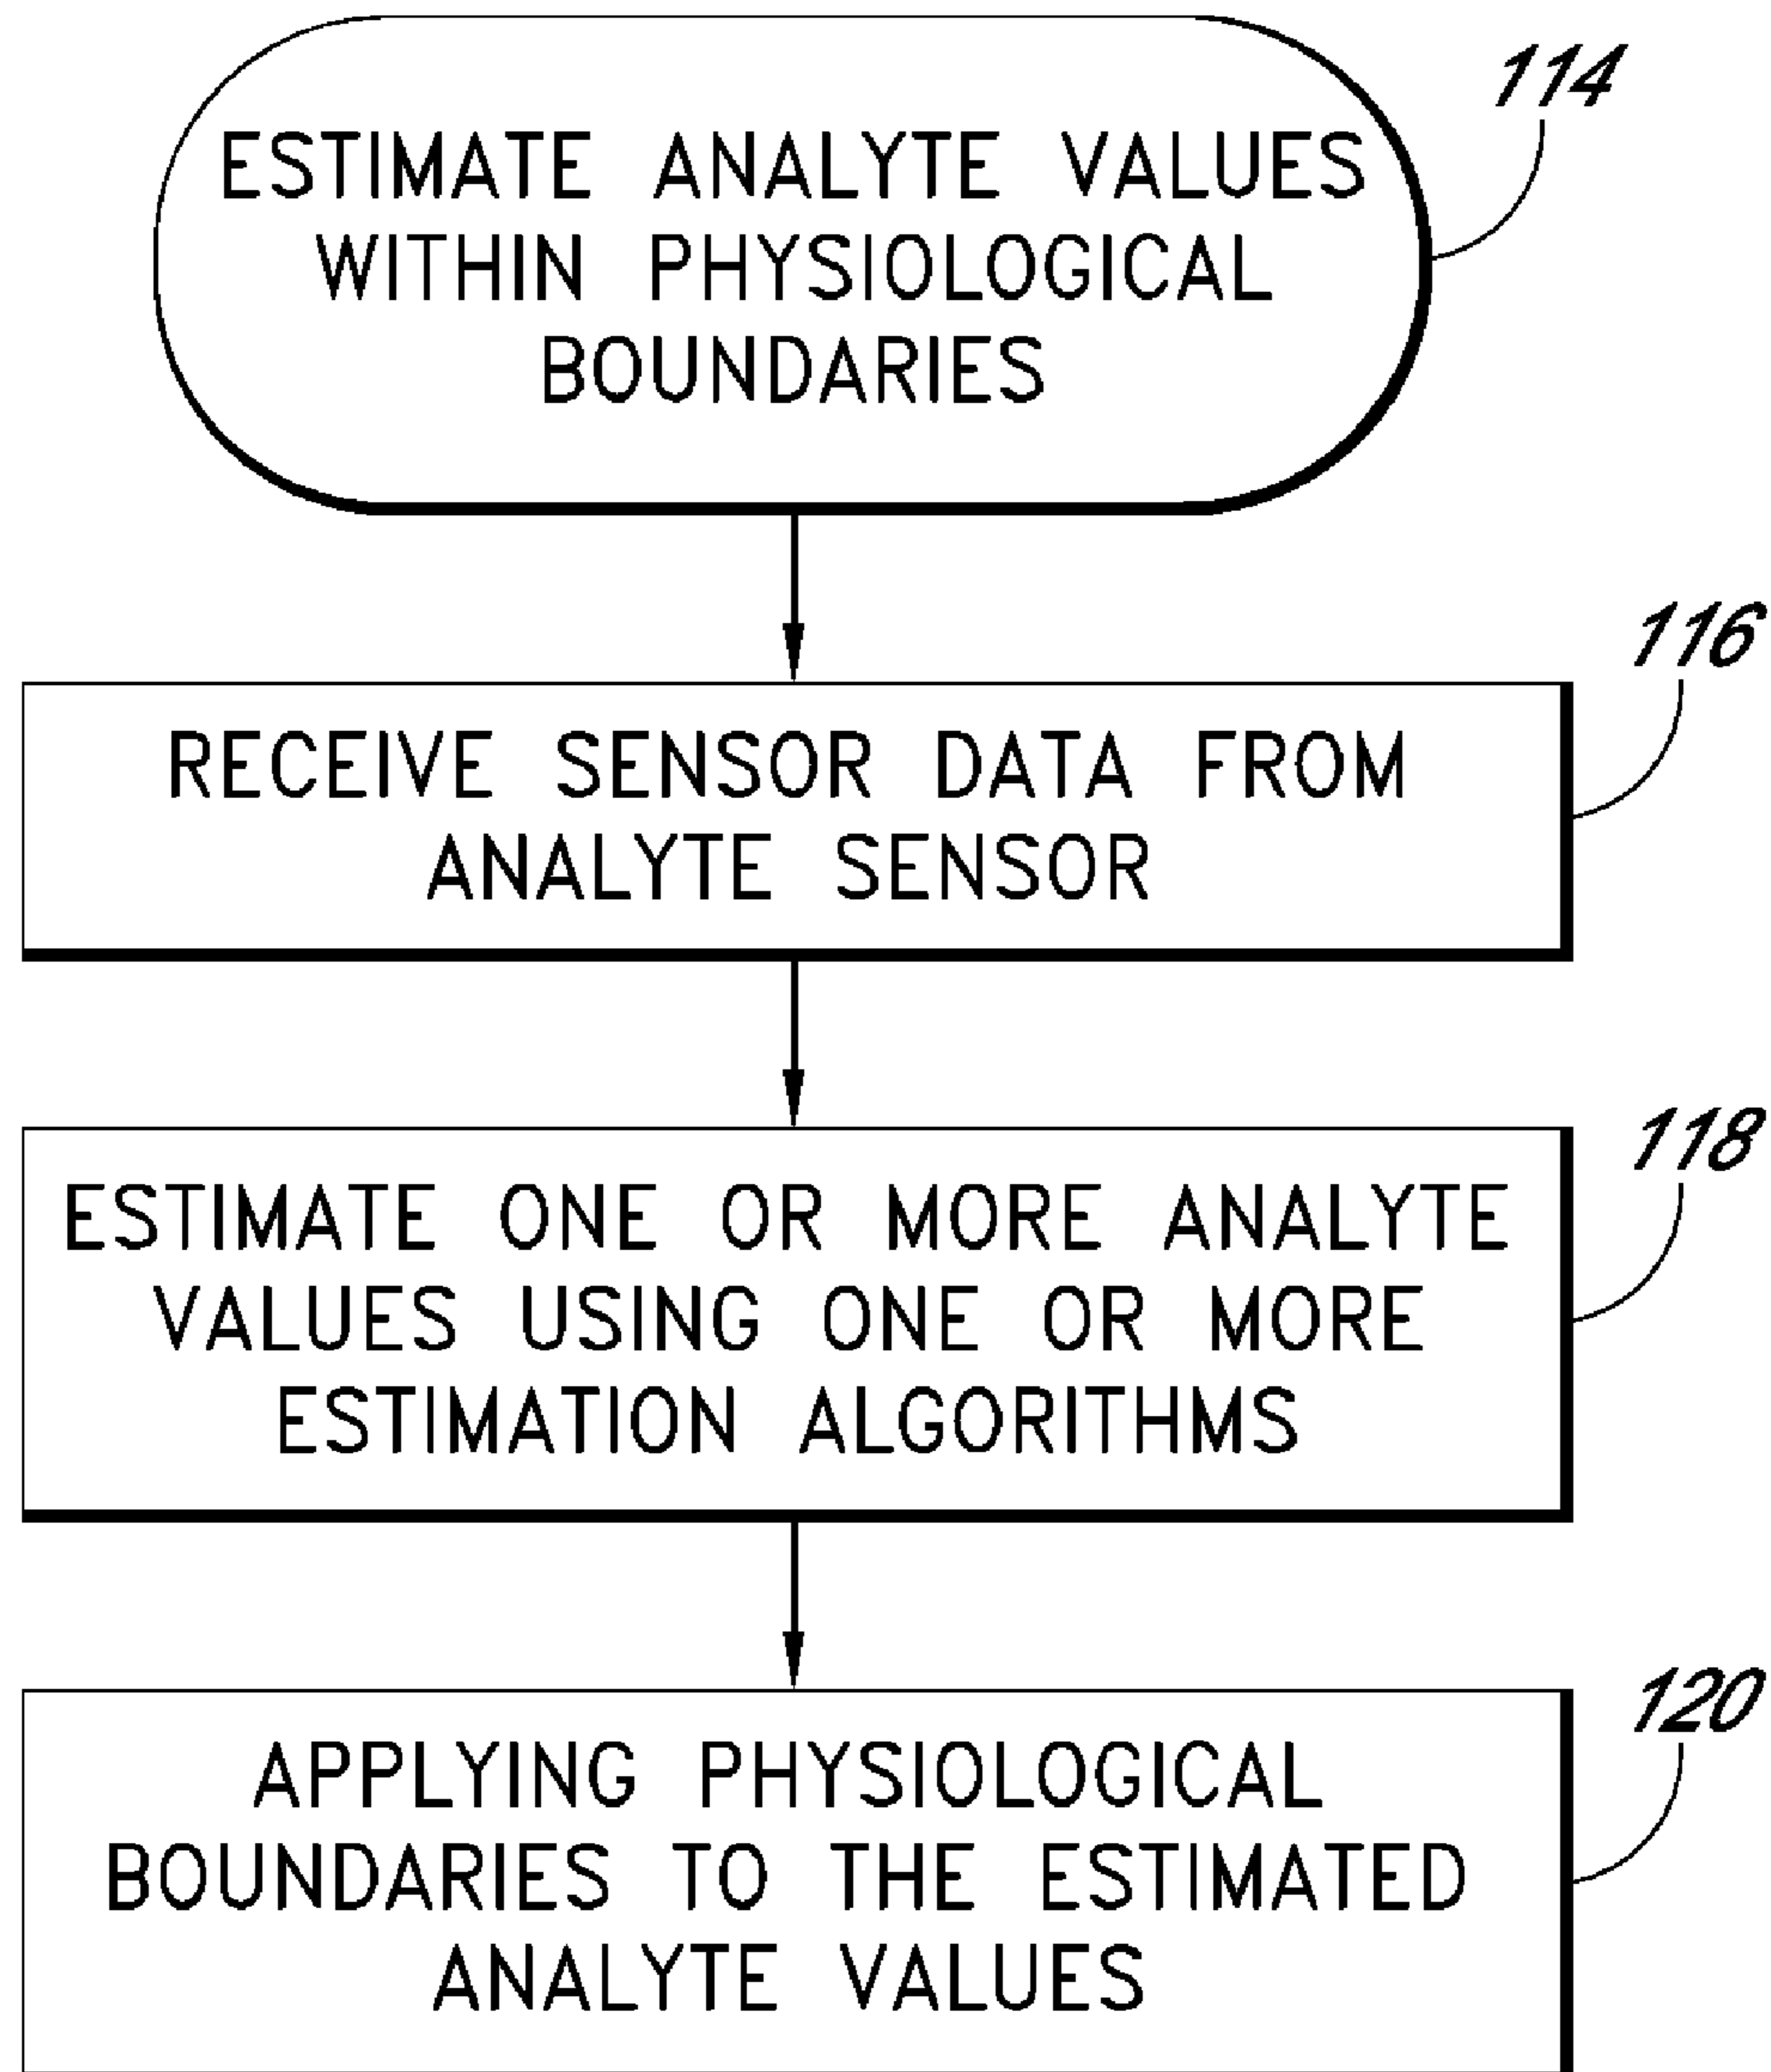 114
ESTIMATE ANALYTE VALUES
WITHIN PHYSIOLOGICAL
BOUNDARIES
116
RECEIVE SENSOR DATA FROM
ANALYTE SENSOR
118
ESTIMATE ONE OR MORE ANALYTE
VALUES USING ONE OR MORE
ESTIMATION ALGORITHMS
120
APPLYING PHYSIOLOGICAL
BOUNDARIES TO THE ESTIMATED
ANALYTE VALUES